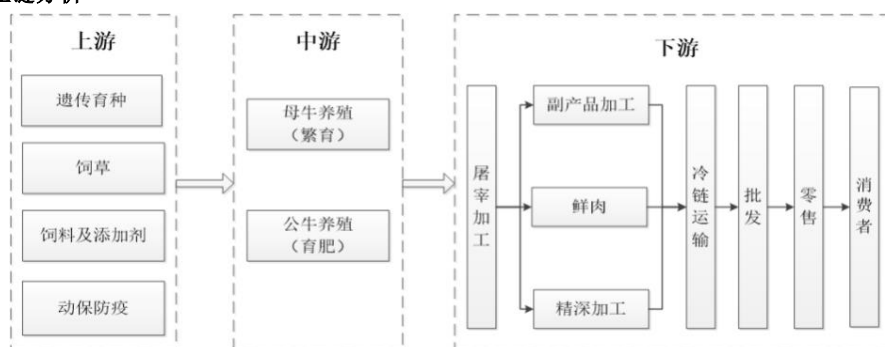 上游
遗传育种
饲草
饲料及添加剂
动保防疫
中游
母牛养殖
（繁育）
公牛养殖
（育肥）
下游
屠宰加工
副产品加工
鲜肉
精深加工
冷链运输
批发
零售
消费者